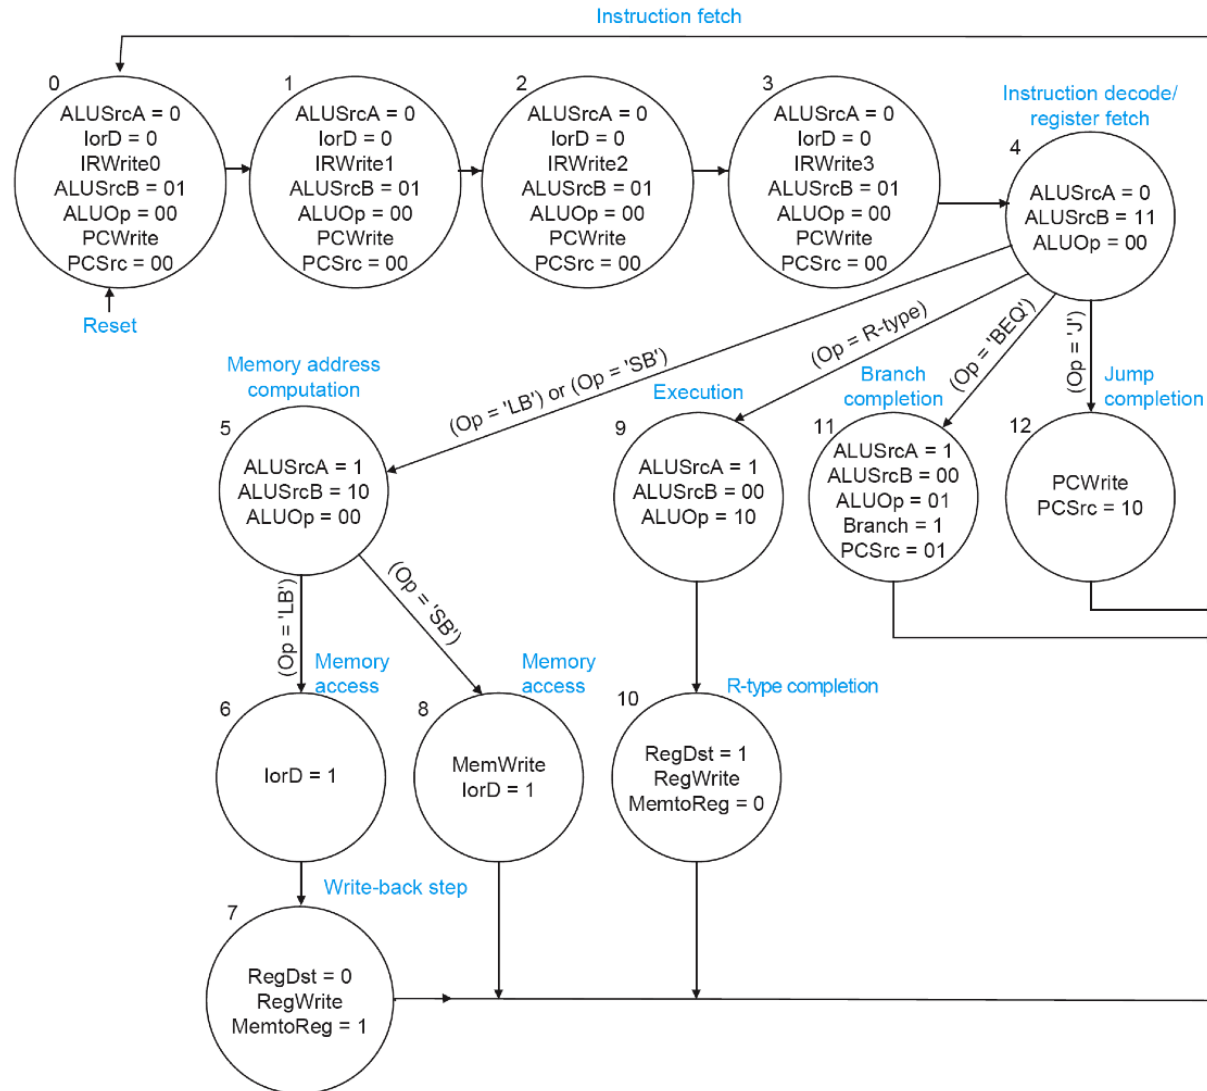 Instruction fetch
0
ALUSrcA = 0
IorD = 0
IRWrite0
ALUSrcB = 01
ALUOp = 00
PCWrite
PCSrc = 00
Reset
1
ALUSrcA = 0
IorD = 0
IRWrite1
ALUSrcB = 01
ALUOp = 00
PCWrite
PCSrc = 00
2
ALUSrcA = 0
IorD = 0
IRWrite2
ALUSrcB = 01
ALUOp = 00
PCWrite
PCSrc = 00
3
ALUSrcA = 0
IorD = 0
IRWrite3
ALUSrcB = 01
ALUOp = 00
PCWrite
PCSrc = 00
Instruction decode/
register fetch
4
ALUSrcA = 0
ALUSrcB = 11
ALUOp = 00
(Op = 'LB') or (Op = 'SB')
(Op = R-type)
(Op = 'BEQ')
(Op = 'J')
Memory address
computation
5
ALUSrcA = 1
ALUSrcB = 10
ALUOp = 00
Execution
9
ALUSrcA = 1
ALUSrcB = 00
ALUOp = 10
Branch
completion
11
ALUSrcA = 1
ALUSrcB = 00
ALUOp = 01
Branch = 1
PCSrc = 01
Jump
completion
12
PCWrite
PCSrc = 10
(Op = 'LB')
(Op = 'SB')
Memory
access
6
IorD = 1
Memory
access
8
MemWrite
IorD = 1
R-type completion
10
RegDst = 1
RegWrite
MemtoReg = 0
Write-back step
7
RegDst = 0
RegWrite
MemtoReg = 1